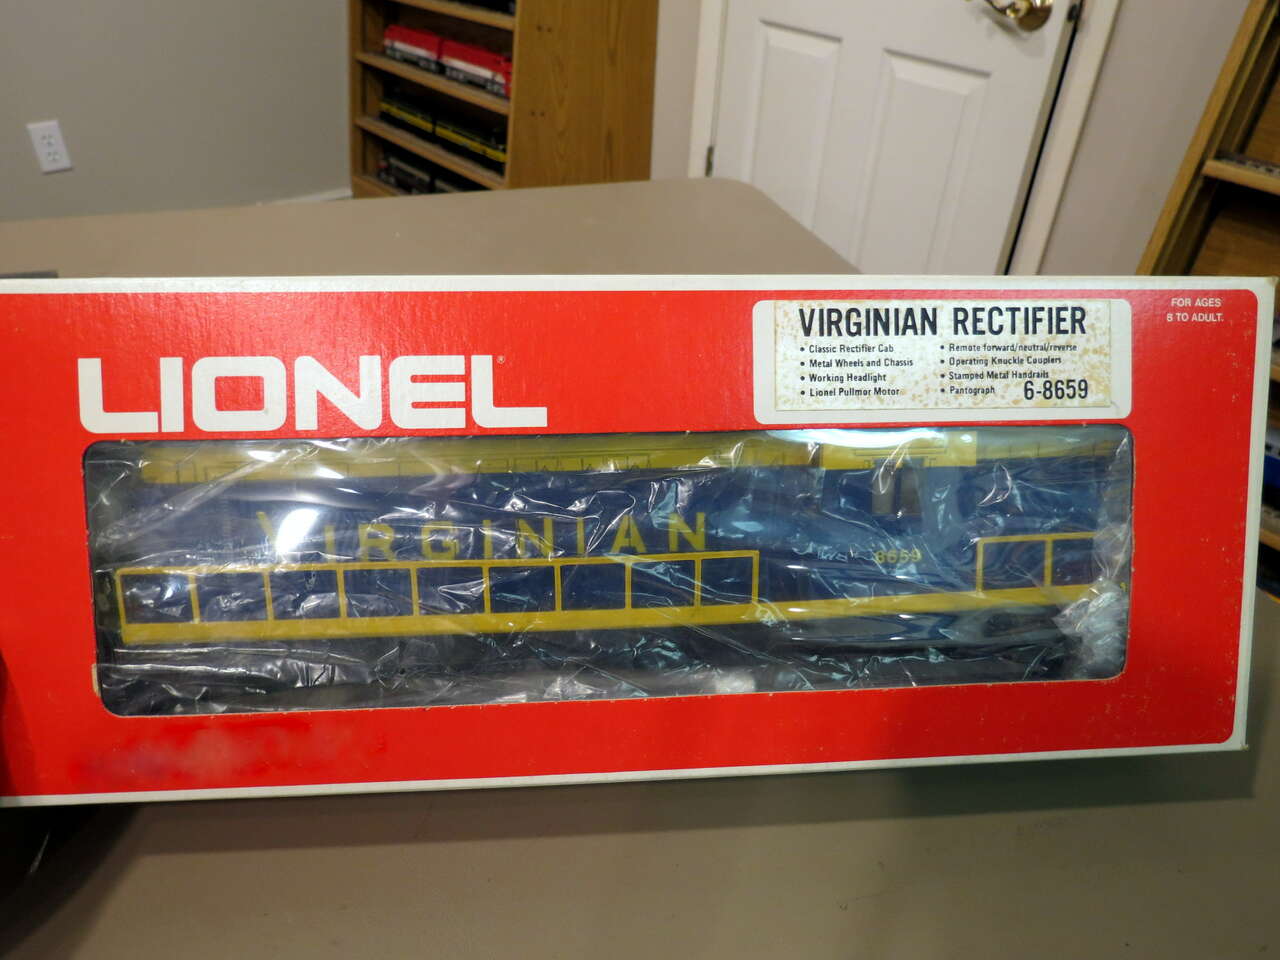 FOR AGES
8 TO ADULT.
VIRGINIAN RECTIFIER
• Classic Rectifier Cab
• Metal Wheels and Chassis
• Working Headlight
• Lionel Pullmor Motor
• Remote forward/neutral/reverse
• Operating Knuckle Couplers
• Stamped Metal Handrails
• Pantograph
6-8659
LIONEL®
VIRGINIAN
8659